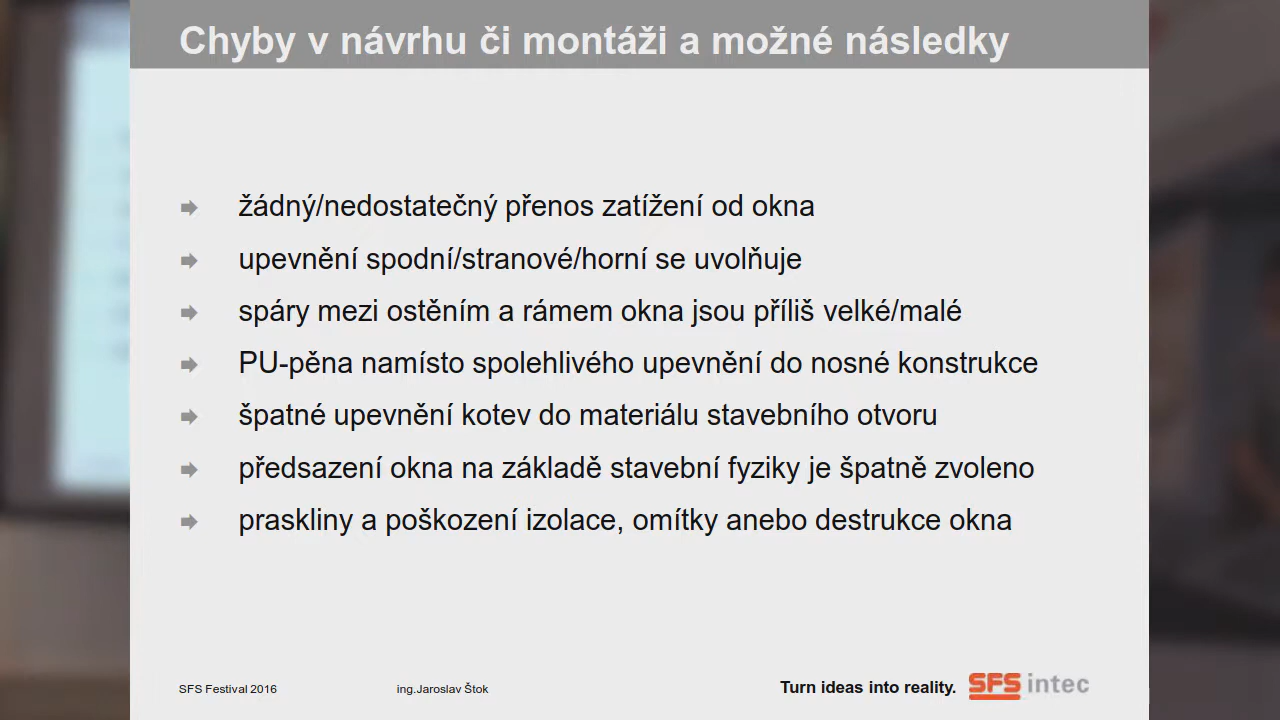 Chyby v návrhu či montáži a možné následky
žádný/nedostatečný přenos zatížení od okna
upevnění spodní/stranové/horní se uvolňuje
spáry mezi ostěním a rámem okna jsou příliš velké/malé
PU-pěna namísto spolehlivého upevnění do nosné konstrukce
špatné upevnění kotev do materiálu stavebního otvoru
předsazení okna na základě stavební fyziky je špatně zvoleno
praskliny a poškození izolace, omítky anebo destrukce okna
SFS Festival 2016 ing.Jaroslav Štok Turn ideas into reality. SFS intec